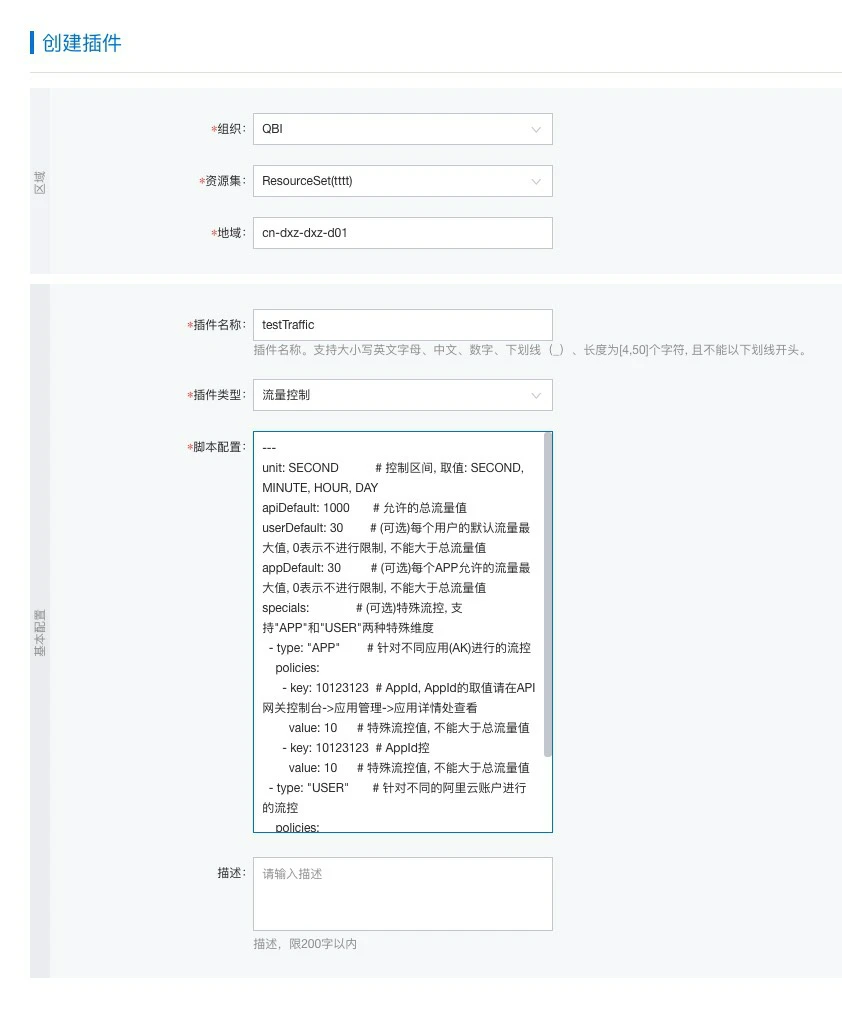 创建插件
区域
*组织: QBI
*资源集: ResourceSet(tttt)
*地域: cn-dxz-dxz-d01
基本配置
*插件名称: testTraffic
插件名称。支持大小写英文字母、中文、数字、下划线（_）、长度为[4,50]个字符, 且不能以下划线开头。
*插件类型: 流量控制
*脚本配置: ---
unit: SECOND # 控制区间, 取值: SECOND,
MINUTE, HOUR, DAY
apiDefault: 1000 # 允许的总流量值
userDefault: 30 # (可选)每个用户的默认流量最
大值, 0表示不进行限制, 不能大于总流量值
appDefault: 30 # (可选)每个APP允许的流量最
大值, 0表示不进行限制, 不能大于总流量值
specials: # (可选)特殊流控, 支
持"APP"和"USER"两种特殊维度
- type: "APP" # 针对不同应用(AK)进行的流控
policies:
- key: 10123123 # AppId, AppId的取值请在API
网关控制台->应用管理->应用详情处查看
value: 10 # 特殊流控值, 不能大于总流量值
- key: 10123123 # AppId控
value: 10 # 特殊流控值, 不能大于总流量值
- type: "USER" # 针对不同的阿里云账户进行
的流控
policies:
描述: 请输入描述
描述，限200字以内